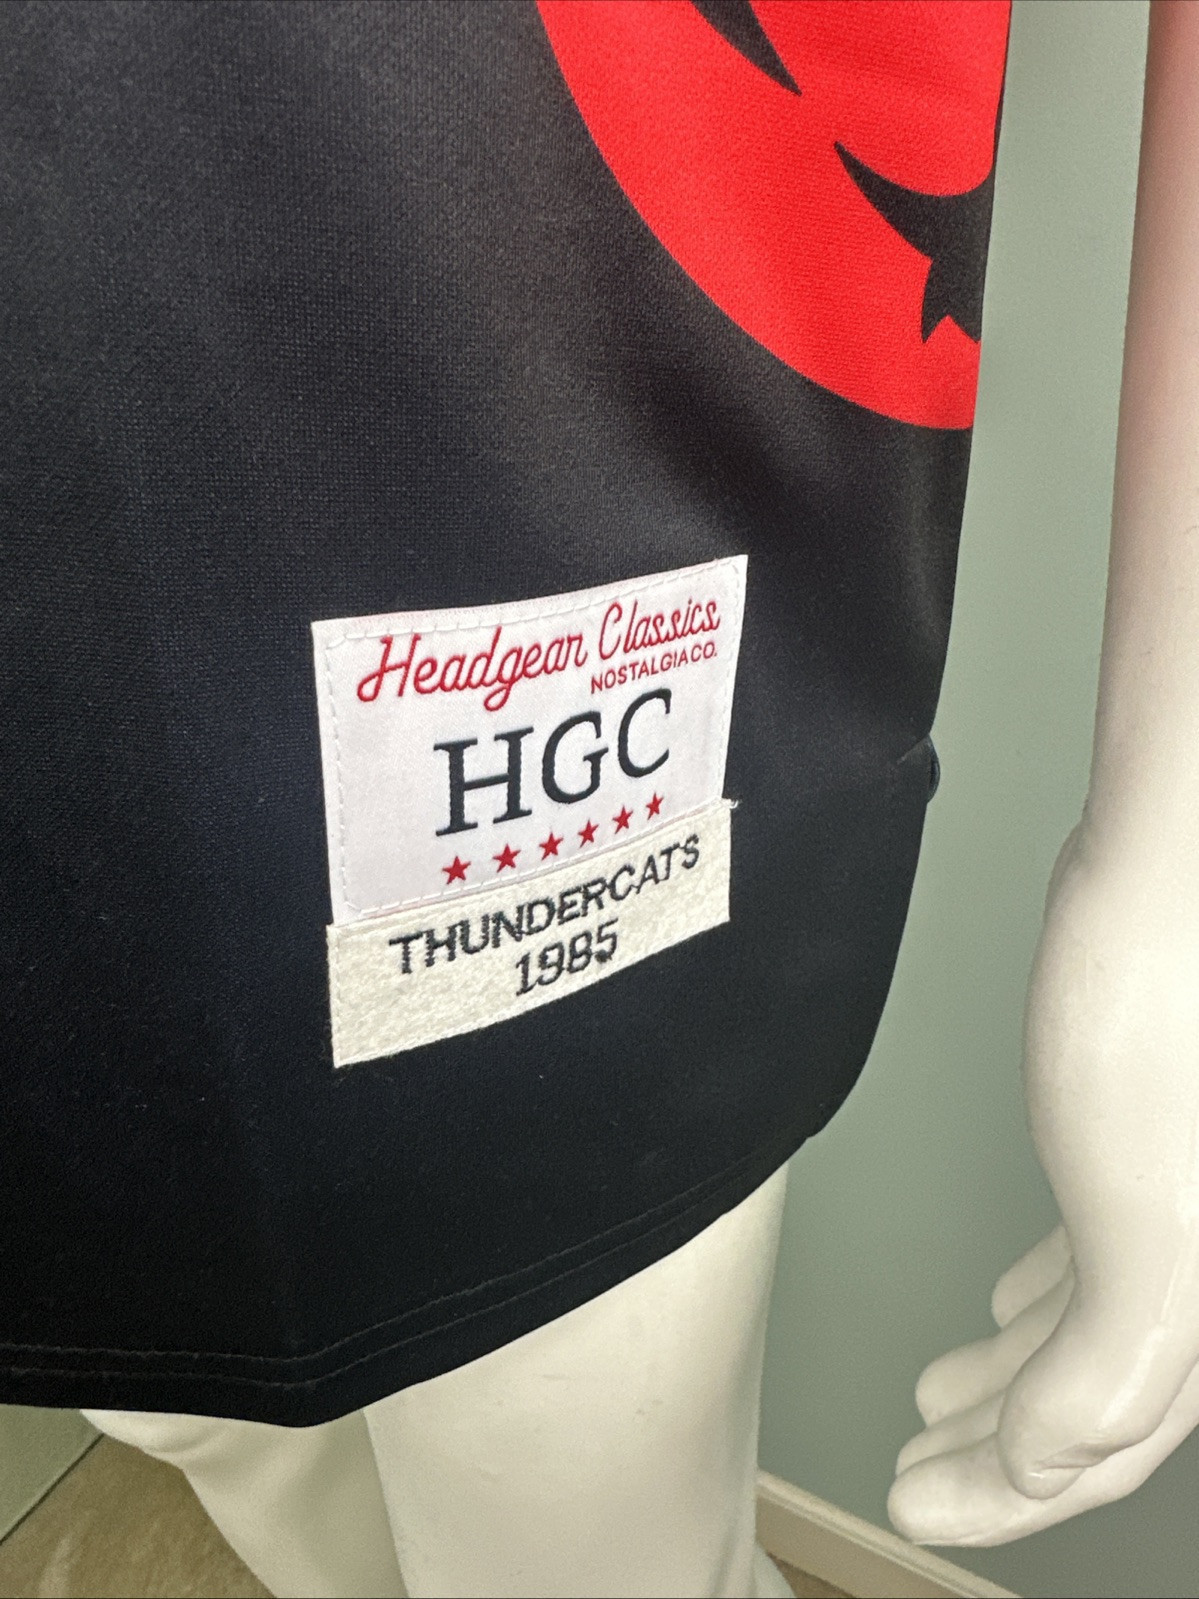 Headgear Classics
NOSTALGIA CO.
HGC
THUNDERCATS
1985